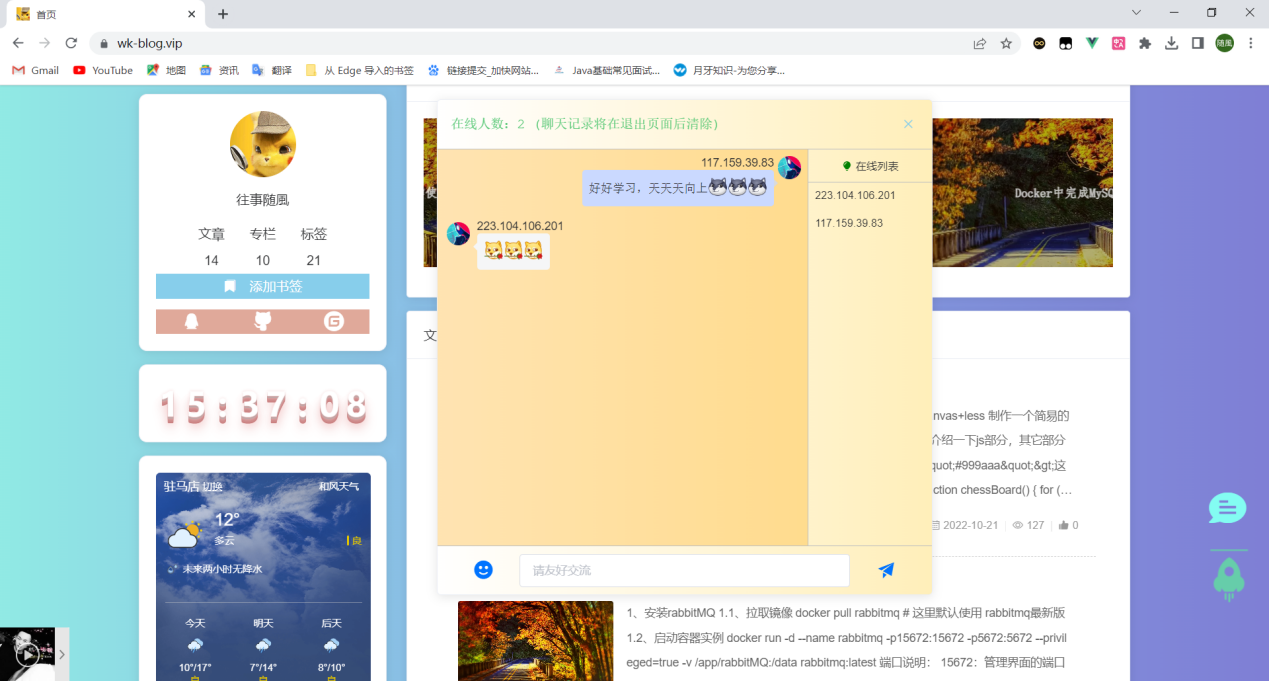 首页
wk-blog.vip
Gmail
YouTube
地图
资讯
翻译
从 Edge 导入的书签
链接提交_加快网站...
Java基础常见面试...
月牙知识-为您分享...
随風
往事随風
文章 专栏 标签
14 10 21
添加书签
15:37:08
驻马店 切换
和风天气
12°
多云
良
未来两小时无降水
今天 明天 后天
10°/17° 7°/14° 8°/10°
良 良 良
在线人数：2 (聊天记录将在退出页面后清除)
117.159.39.83
好好学习，天天天向上
223.104.106.201
在线列表
223.104.106.201
117.159.39.83
请友好交流
Docker中完成MyS
文
nvas+less 制作一个简易的
介绍一下js部分，其它部分
quot;#999aaa&quot;&gt;这
ction chessBoard() { for (…
2022-10-21 127 0
1、安装rabbitMQ 1.1、拉取镜像 docker pull rabbitmq # 这里默认使用 rabbitmq最新版
1.2、启动容器实例 docker run -d --name rabbitmq -p15672:15672 -p5672:5672 --privil
eged=true -v /app/rabbitMQ:/data rabbitmq:latest 端口说明： 15672：管理界面的端口